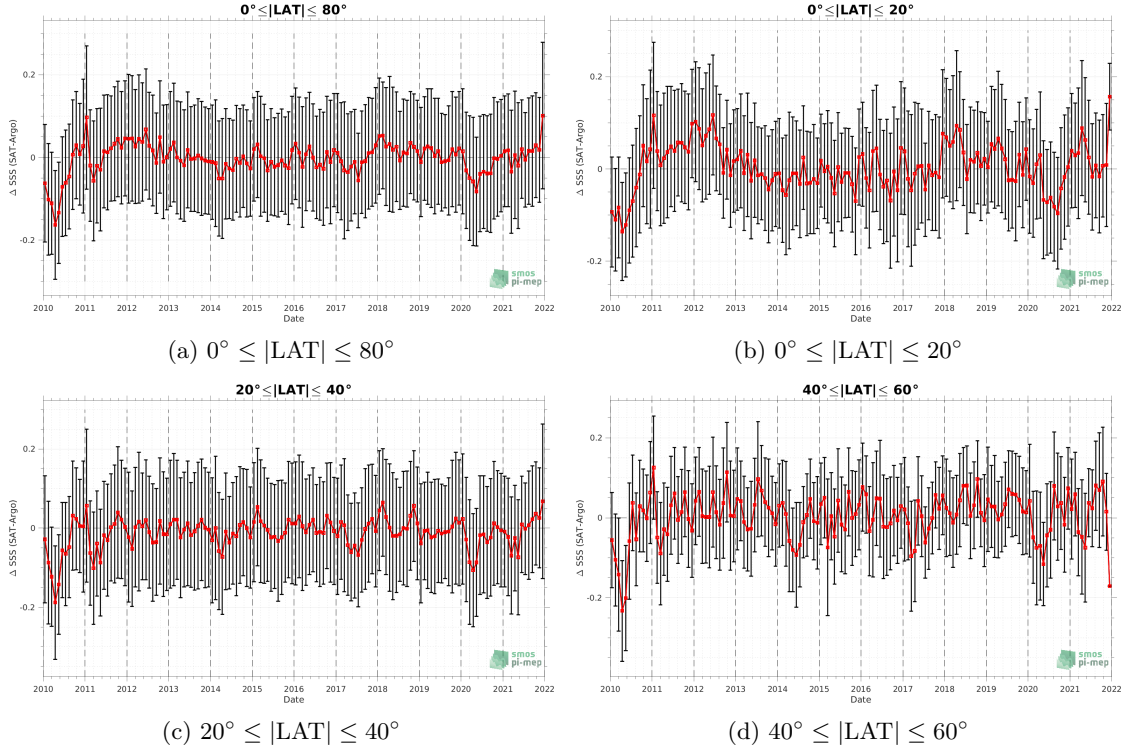 0°≤|LAT|≤ 80°
Δ SSS (SAT-Argo)
0.2
0
-0.2
2010 2011 2012 2013 2014 2015 2016 2017 2018 2019 2020 2021 2022
Date
smos
pi-mep
(a) 0° ≤ |LAT| ≤ 80°
0°≤|LAT|≤ 20°
Δ SSS (SAT-Argo)
0.2
0
-0.2
2010 2011 2012 2013 2014 2015 2016 2017 2018 2019 2020 2021 2022
Date
smos
pi-mep
(b) 0° ≤ |LAT| ≤ 20°
20°≤|LAT|≤ 40°
Δ SSS (SAT-Argo)
0.2
0
-0.2
2010 2011 2012 2013 2014 2015 2016 2017 2018 2019 2020 2021 2022
Date
smos
pi-mep
(c) 20° ≤ |LAT| ≤ 40°
40°≤|LAT|≤ 60°
Δ SSS (SAT-Argo)
0.2
0
-0.2
2010 2011 2012 2013 2014 2015 2016 2017 2018 2019 2020 2021 2022
Date
smos
pi-mep
(d) 40° ≤ |LAT| ≤ 60°